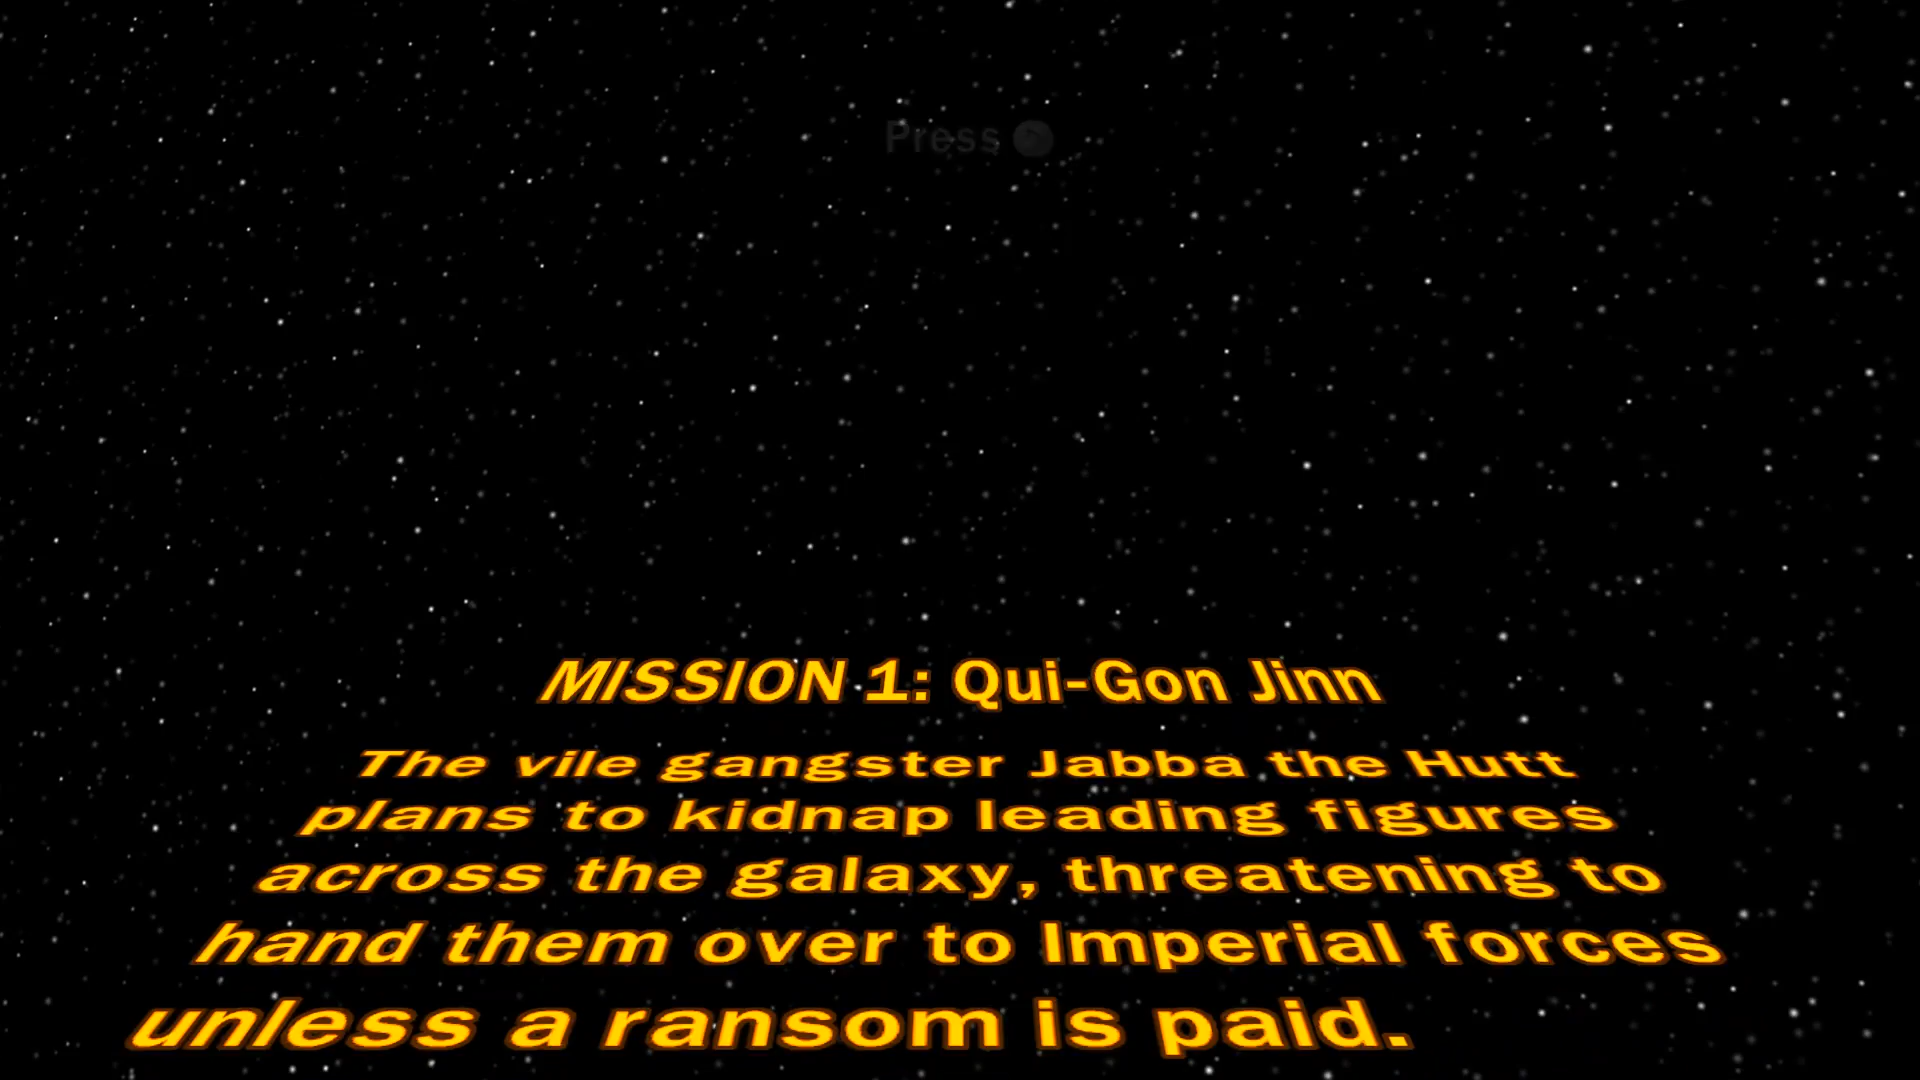 Press
MISSION 1: Qui-Gon Jinn
The vile gangster Jabba the Hutt
plans to kidnap leading figures
across the galaxy, threatening to
hand them over to Imperial forces
unless a ransom is paid.